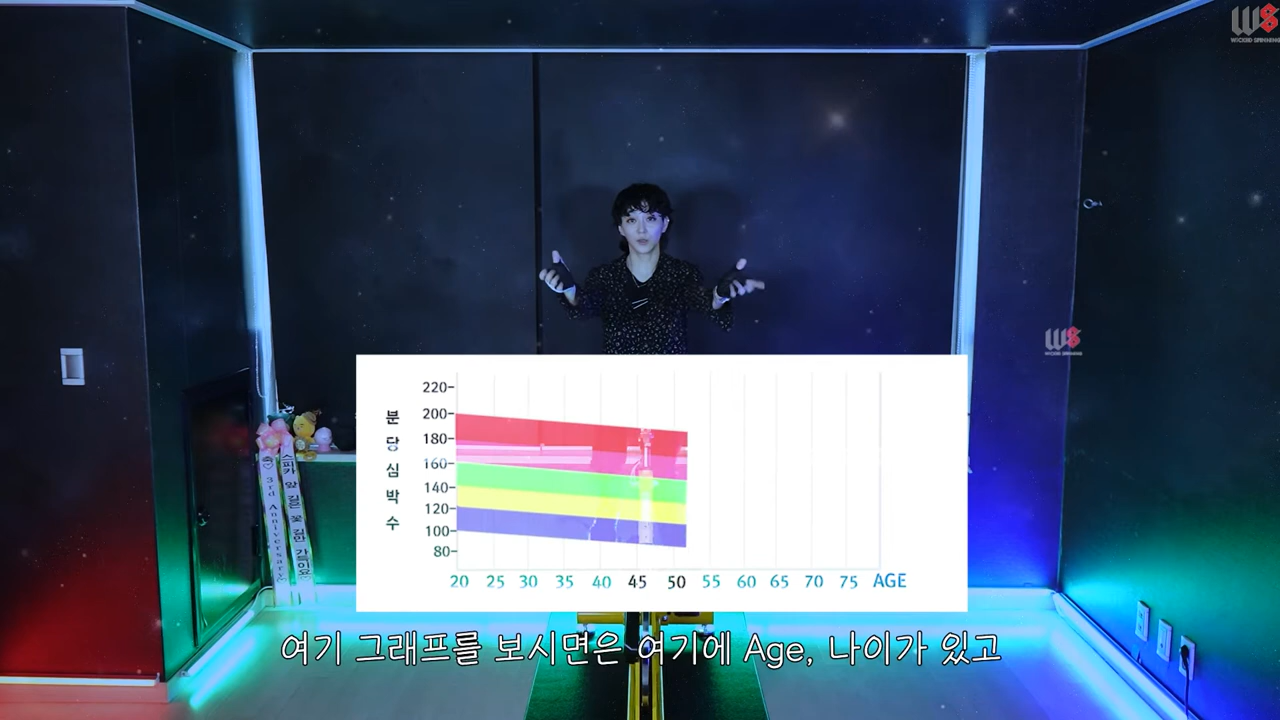 WS
WICKED SPINNING
WS
WICKED SPINNING
220
200
180
160
140
120
100
80
분당심박수
20 25 30 35 40 45 50 55 60 65 70 75 AGE
3rd Anniversary
여기 그래프를 보시면은 여기에 Age, 나이가 있고